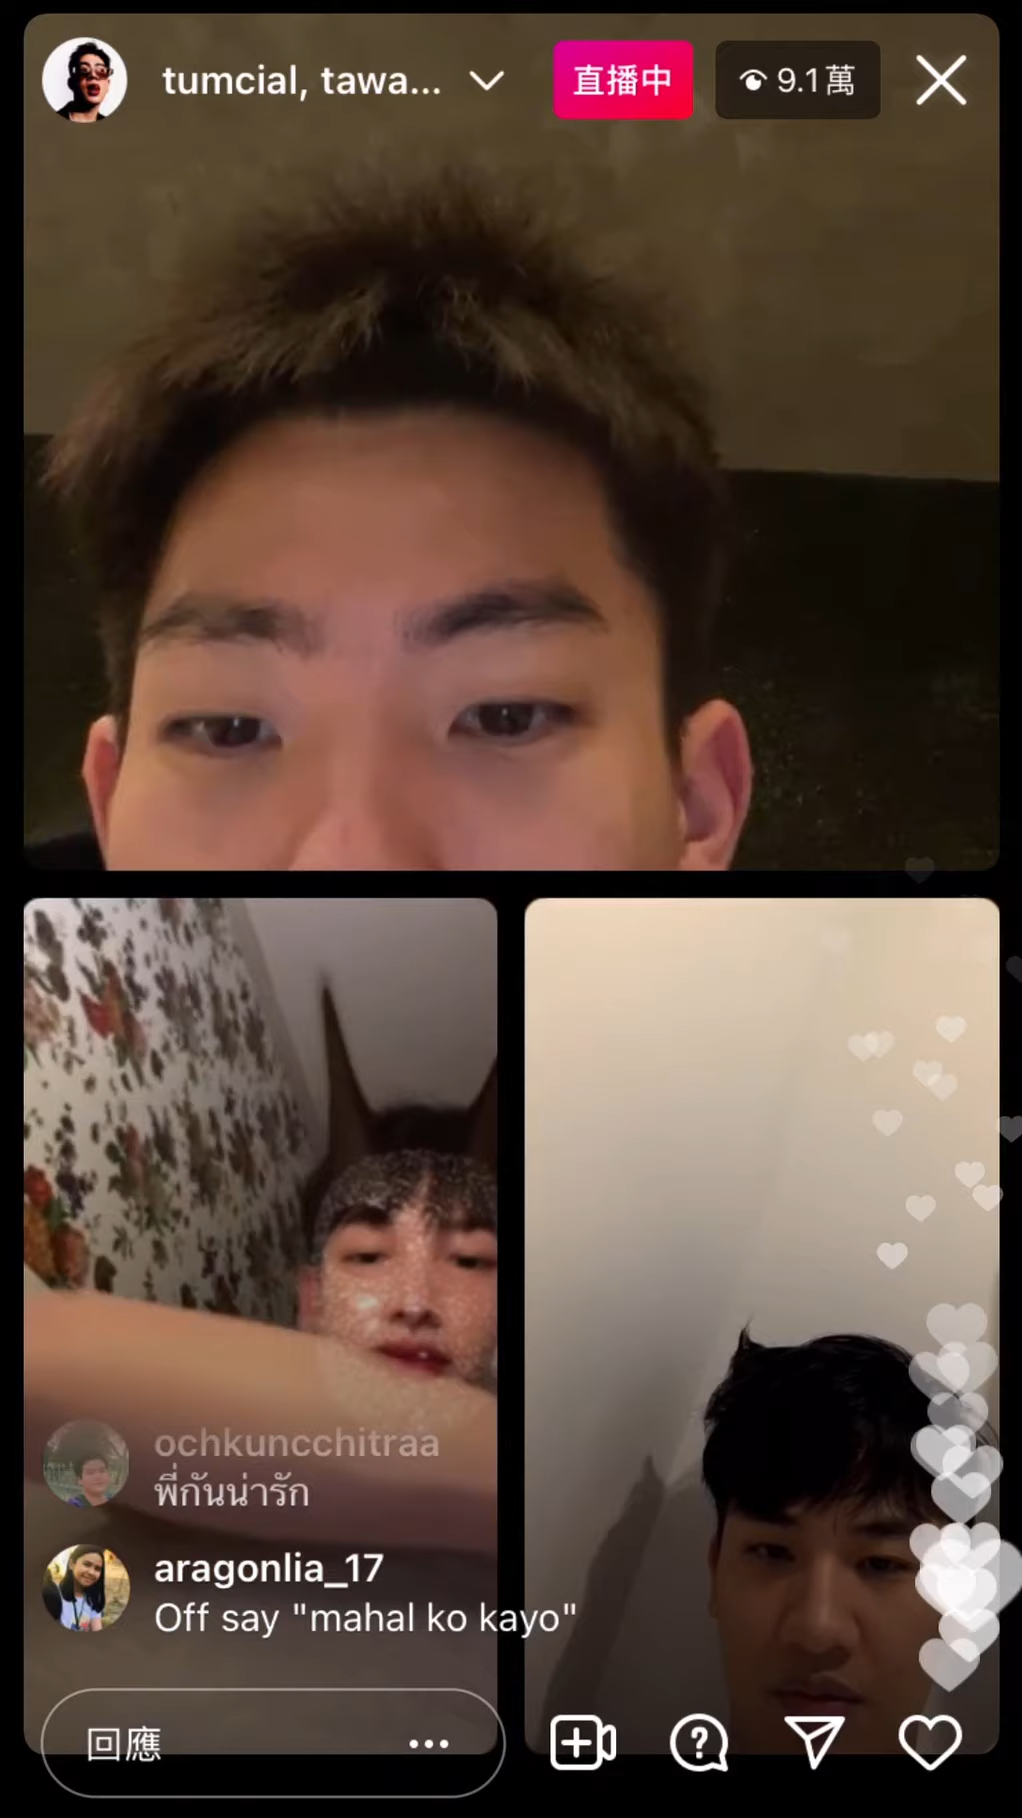 tumcial, tawa...
直播中
9.1萬
ochkuncchitraa
พี่กันน่ารัก
aragonlia_17
Off say "mahal ko kayo"
回應